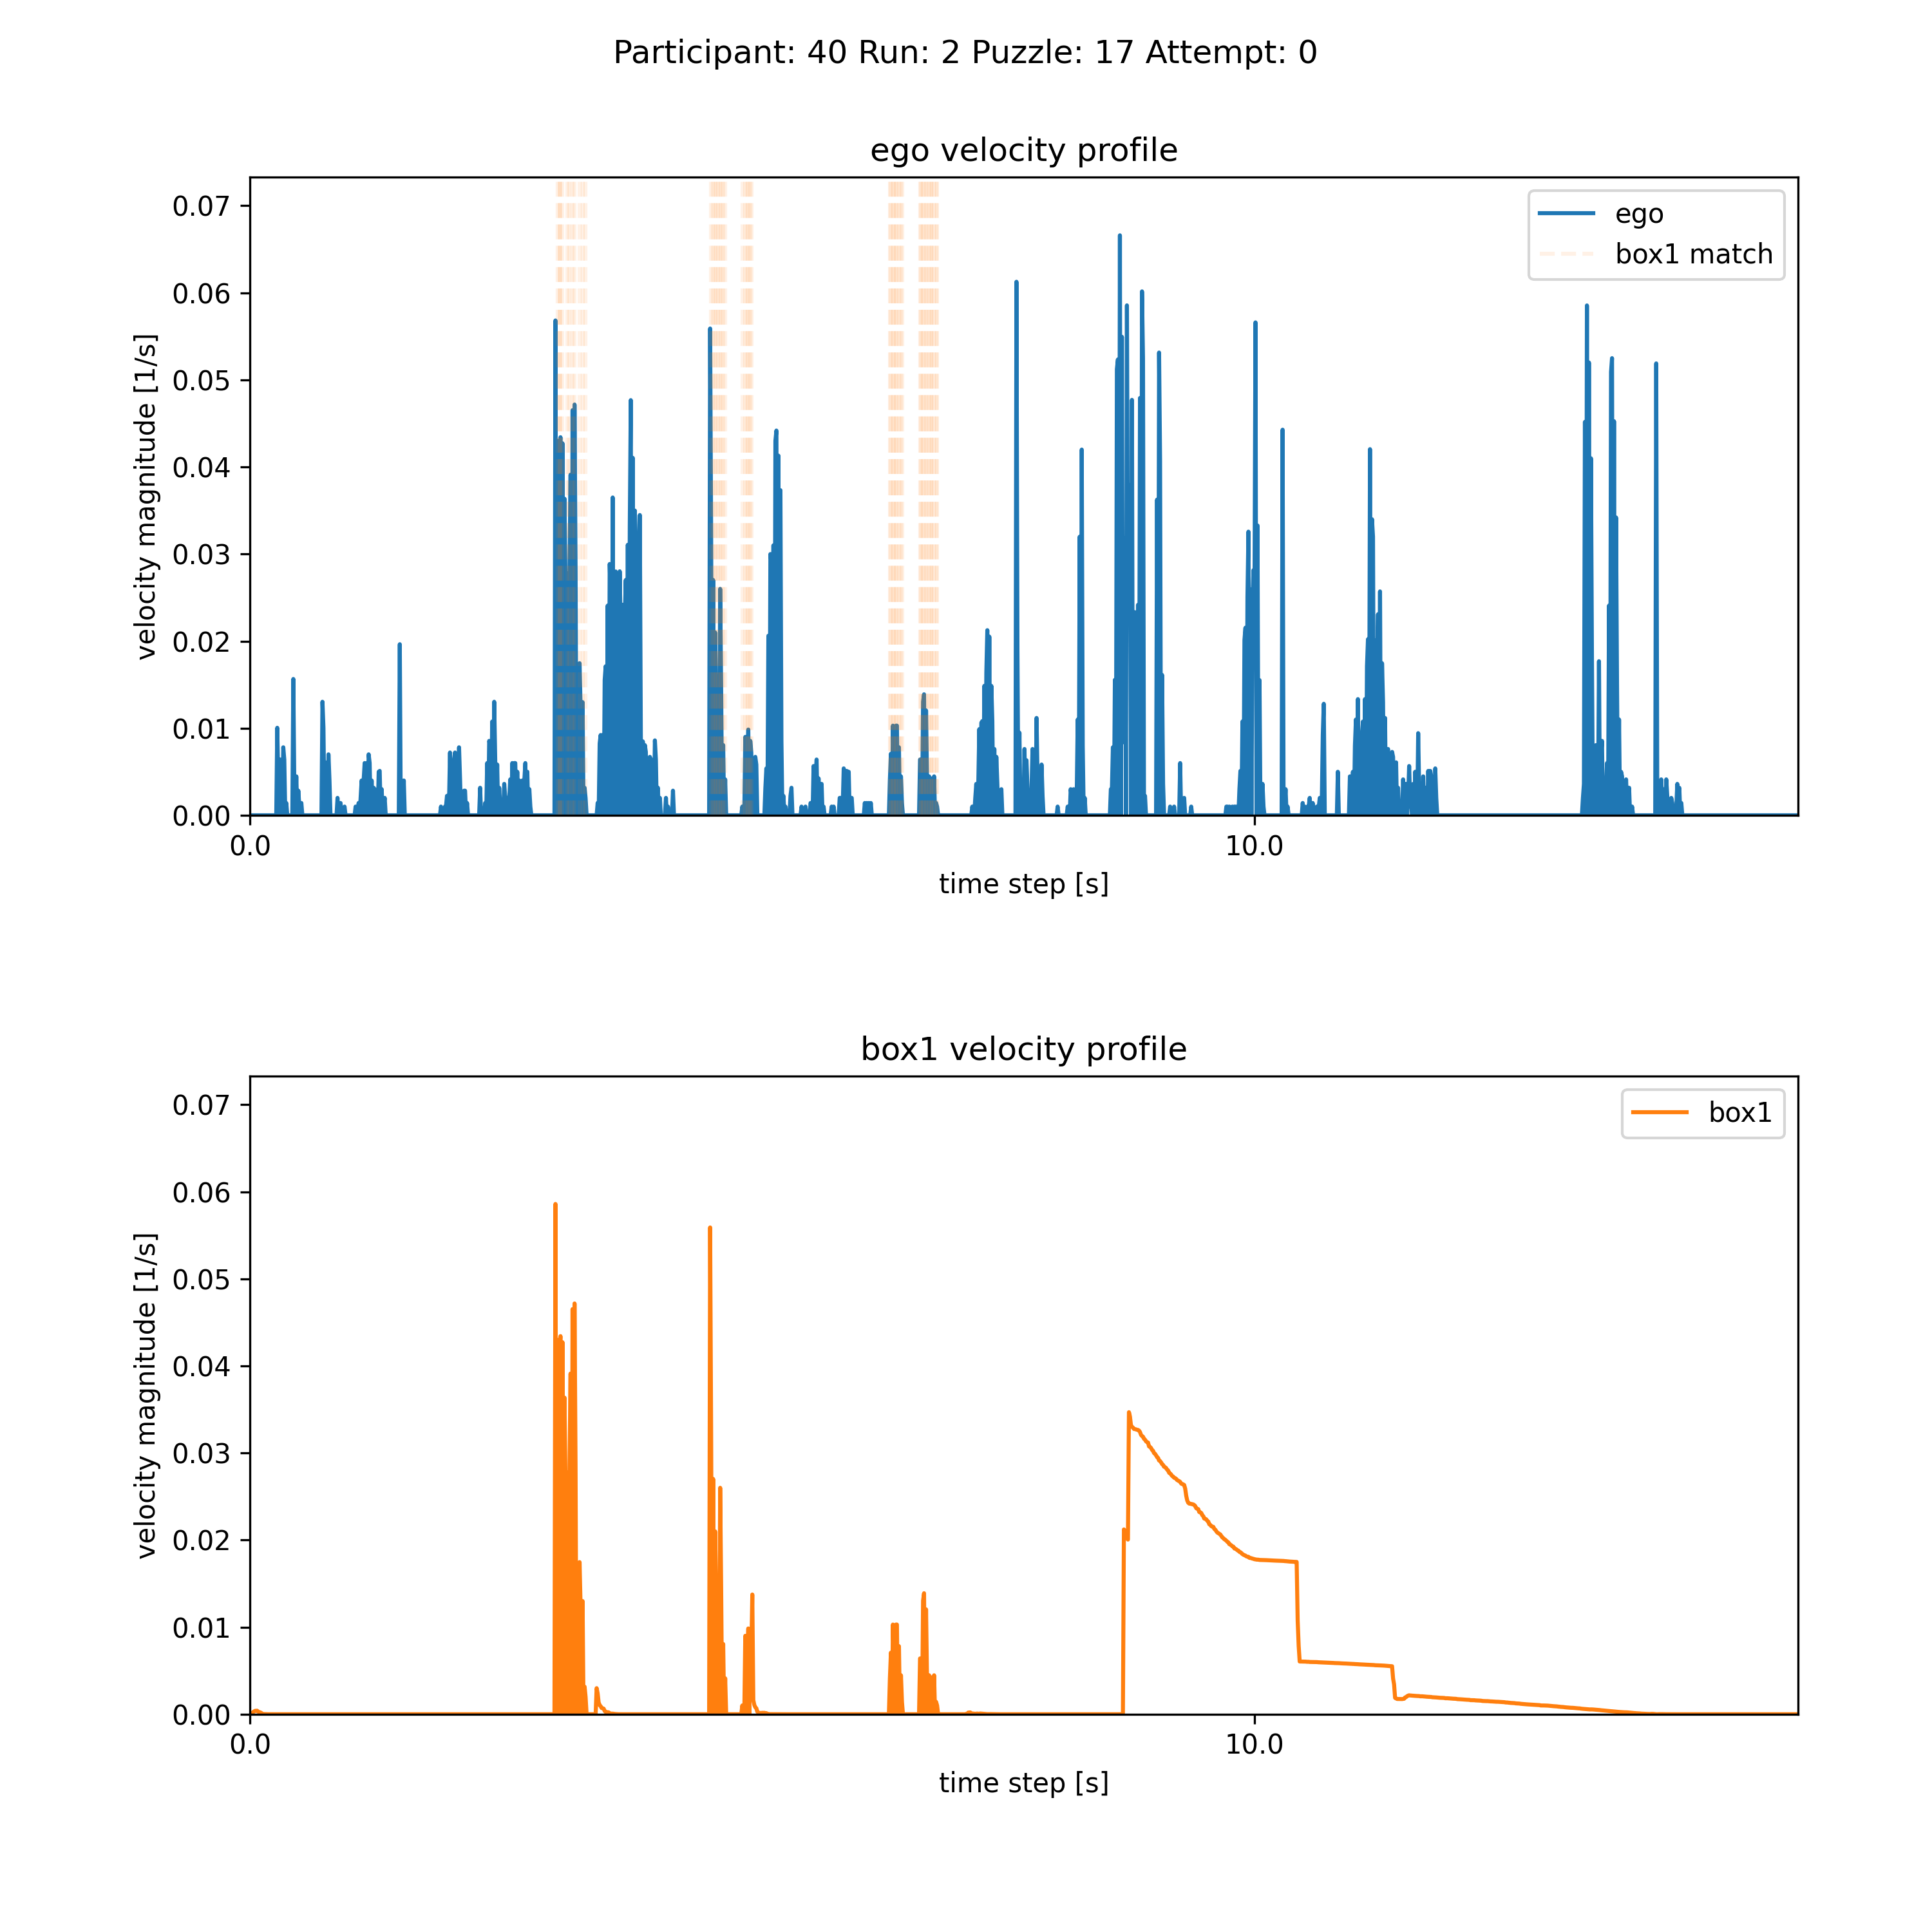 Participant: 40 Run: 2 Puzzle: 17 Attempt: 0
ego velocity profile
velocity magnitude [1/s]
0.07
0.06
0.05
0.04
0.03
0.02
0.01
0.00
ego
box1 match
0.0 10.0
time step [s]
box1 velocity profile
velocity magnitude [1/s]
0.07
0.06
0.05
0.04
0.03
0.02
0.01
0.00
box1
0.0 10.0
time step [s]